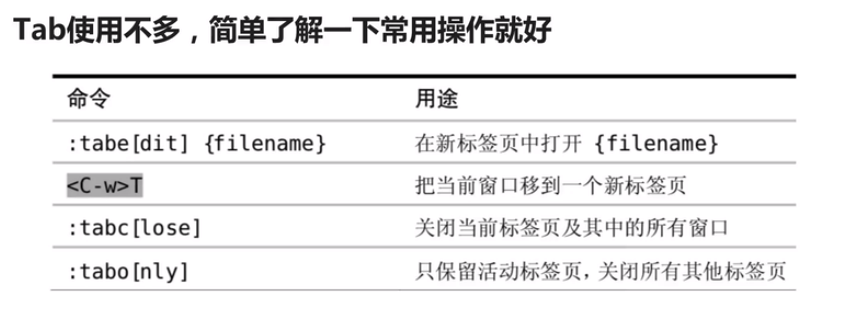 Tab使用不多，简单了解一下常用操作就好
命令 用途
:tabe[dit] {filename} 在新标签页中打开 {filename}
<C-w>T 把当前窗口移到一个新标签页
:tabc[lose] 关闭当前标签页及其中的所有窗口
:tabo[nly] 只保留活动标签页，关闭所有其他标签页